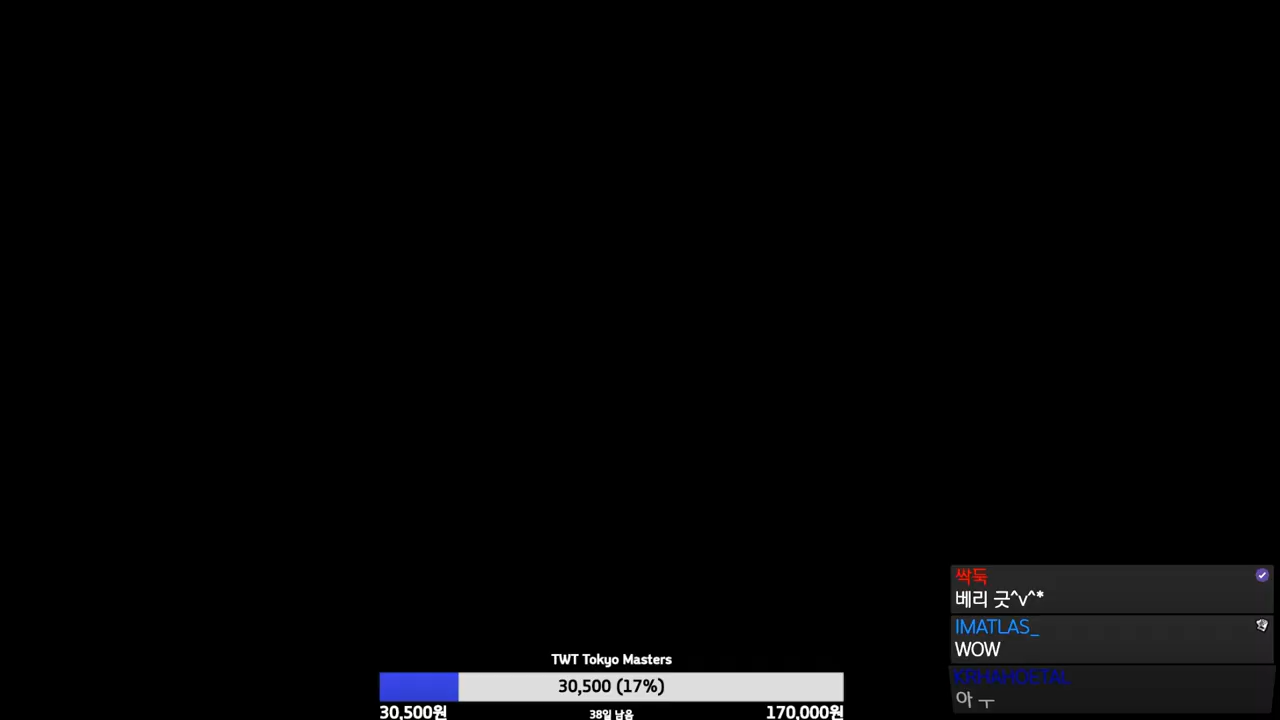 싹둑
베리 굿^v^*
IMATLAS_
WOW
KRHAHOETAL
아 ㅜ
TWT Tokyo Masters
30,500 (17%)
30,500원 38일 남음 170,000원